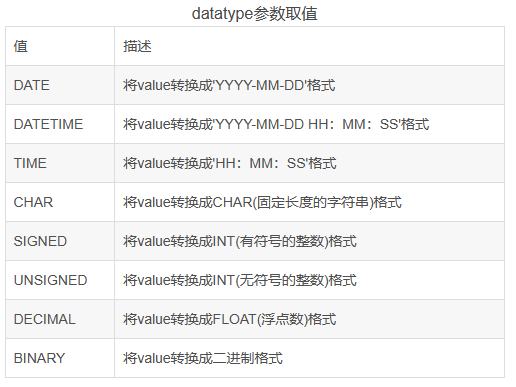 datatype参数取值
值 描述
DATE 将value转换成'YYYY-MM-DD'格式
DATETIME 将value转换成'YYYY-MM-DD HH：MM：SS'格式
TIME 将value转换成'HH：MM：SS'格式
CHAR 将value转换成CHAR(固定长度的字符串)格式
SIGNED 将value转换成INT(有符号的整数)格式
UNSIGNED 将value转换成INT(无符号的整数)格式
DECIMAL 将value转换成FLOAT(浮点数)格式
BINARY 将value转换成二进制格式